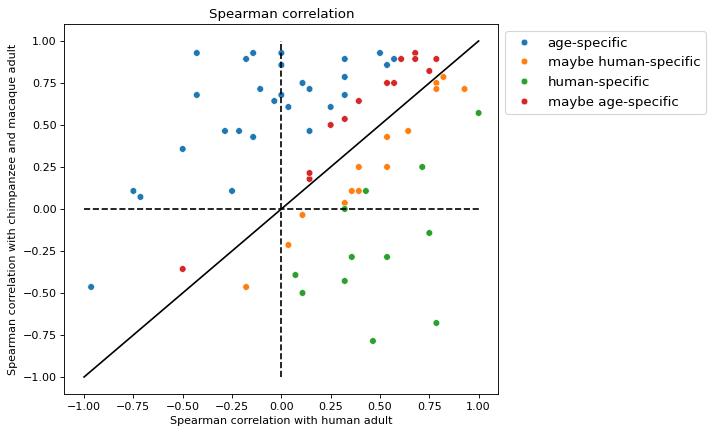 Spearman correlation
age-specific
maybe human-specific
human-specific
maybe age-specific
Spearman correlation with chimpanzee and macaque adult
1.00
0.75
0.50
0.25
0.00
−0.25
−0.50
−0.75
−1.00
−1.00 −0.75 −0.50 −0.25 0.00 0.25 0.50 0.75 1.00
Spearman correlation with human adult